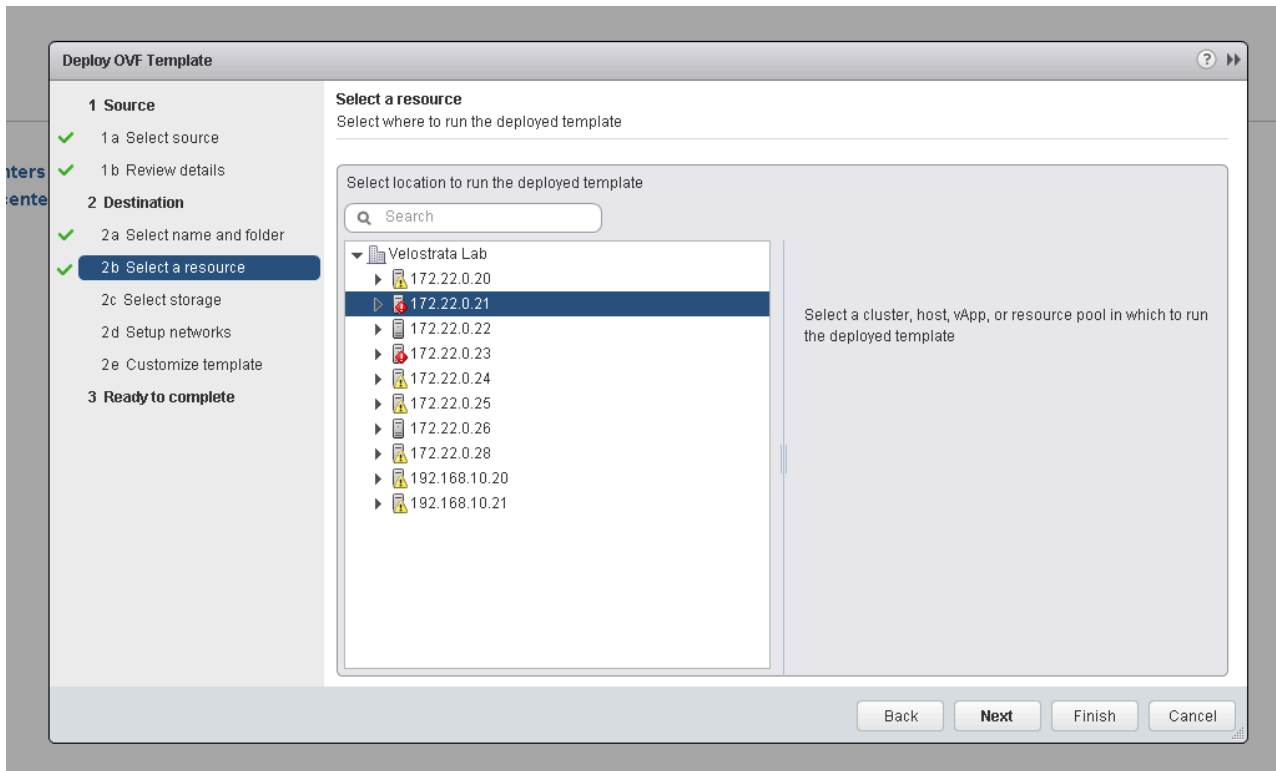 Deploy OVF Template
?
1 Source
1a Select source
1b Review details
2 Destination
2a Select name and folder
2b Select a resource
2c Select storage
2d Setup networks
2e Customize template
3 Ready to complete
Select a resource
Select where to run the deployed template
Select location to run the deployed template
Search
Velostrata Lab
172.22.0.20
172.22.0.21
172.22.0.22
172.22.0.23
172.22.0.24
172.22.0.25
172.22.0.26
172.22.0.28
192.168.10.20
192.168.10.21
Select a cluster, host, vApp, or resource pool in which to run
the deployed template
Back Next Finish Cancel